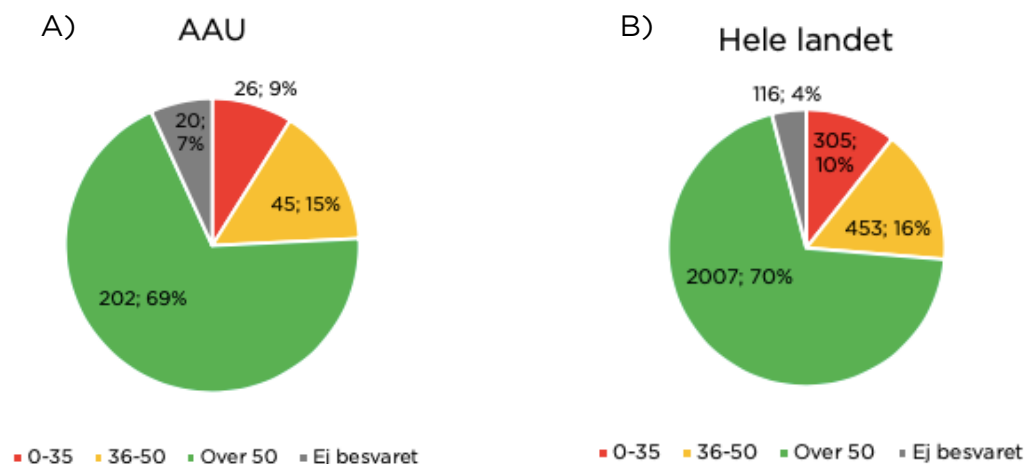 A)
AAU
26; 9%
20;
7%
45; 15%
202; 69%
0-35 36-50 Over 50 Ej besvaret
B)
Hele landet
116; 4%
305;
10%
453; 16%
2007; 70%
0-35 36-50 Over 50 Ej besvaret